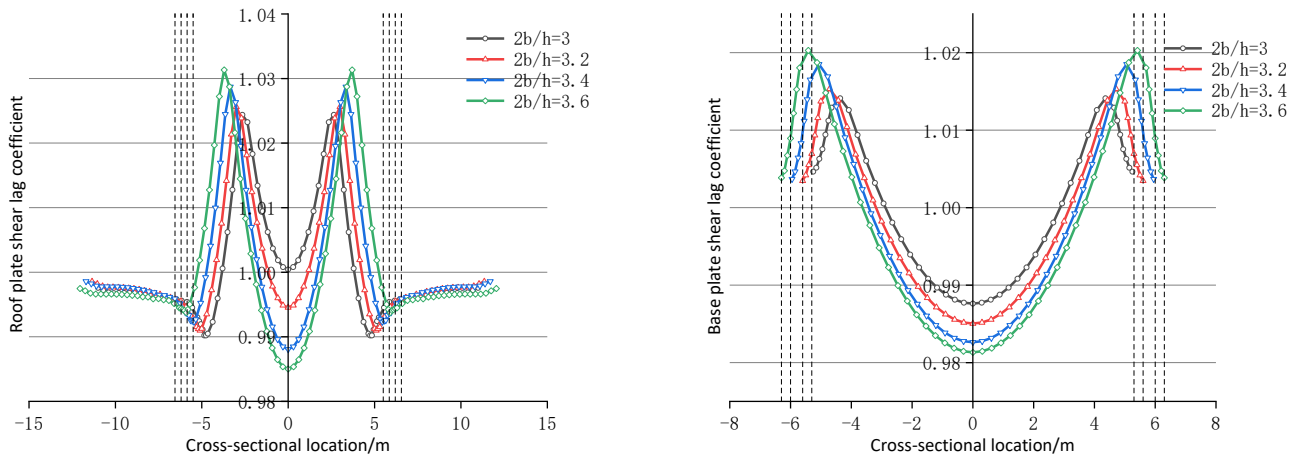 1.04
1.03
1.02
1.01
1.00
0.99
0.98
-15
-10
-5
0
5
10
15
Roof plate shear lag coefficient
Cross-sectional location/m
2b/h=3
2b/h=3.2
2b/h=3.4
2b/h=3.6
1.02
1.01
1.00
0.99
0.98
-8
-6
-4
-2
0
2
4
6
8
Base plate shear lag coefficient
Cross-sectional location/m
2b/h=3
2b/h=3.2
2b/h=3.4
2b/h=3.6